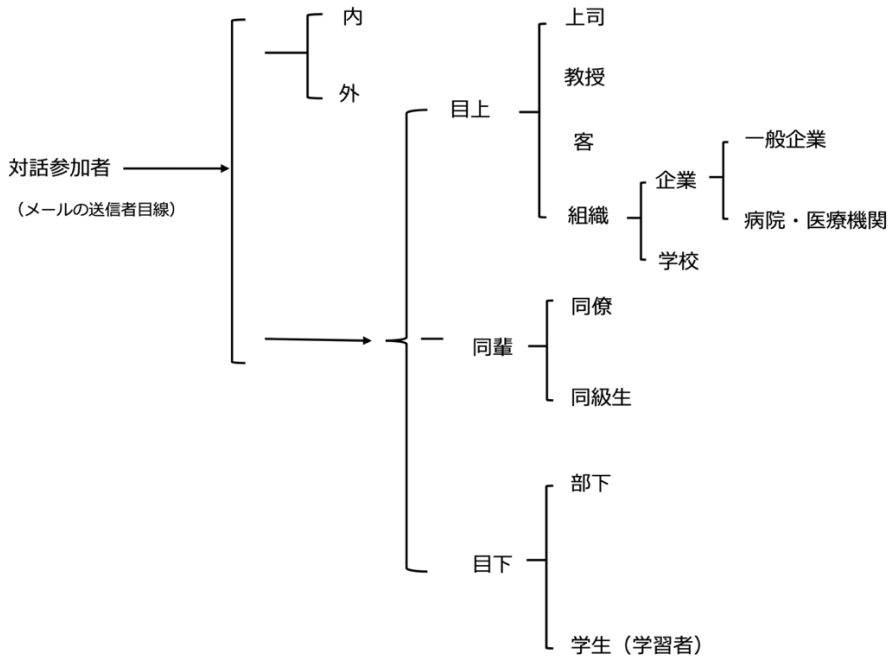 対話参加者
（メールの送信者目線）
内
外
目上
上司
教授
客
組織
企業
一般企業
病院・医療機関
学校
同輩
同僚
同級生
目下
部下
学生（学習者）